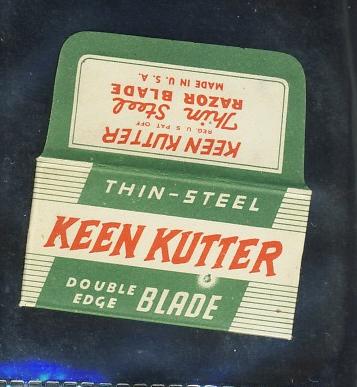 KEEN KUTTER
REG. U S PAT OFF
Thin Steel
RAZOR BLADE
MADE IN U. S. A.
THIN-STEEL
KEEN KUTTER
DOUBLE
EDGE BLADE